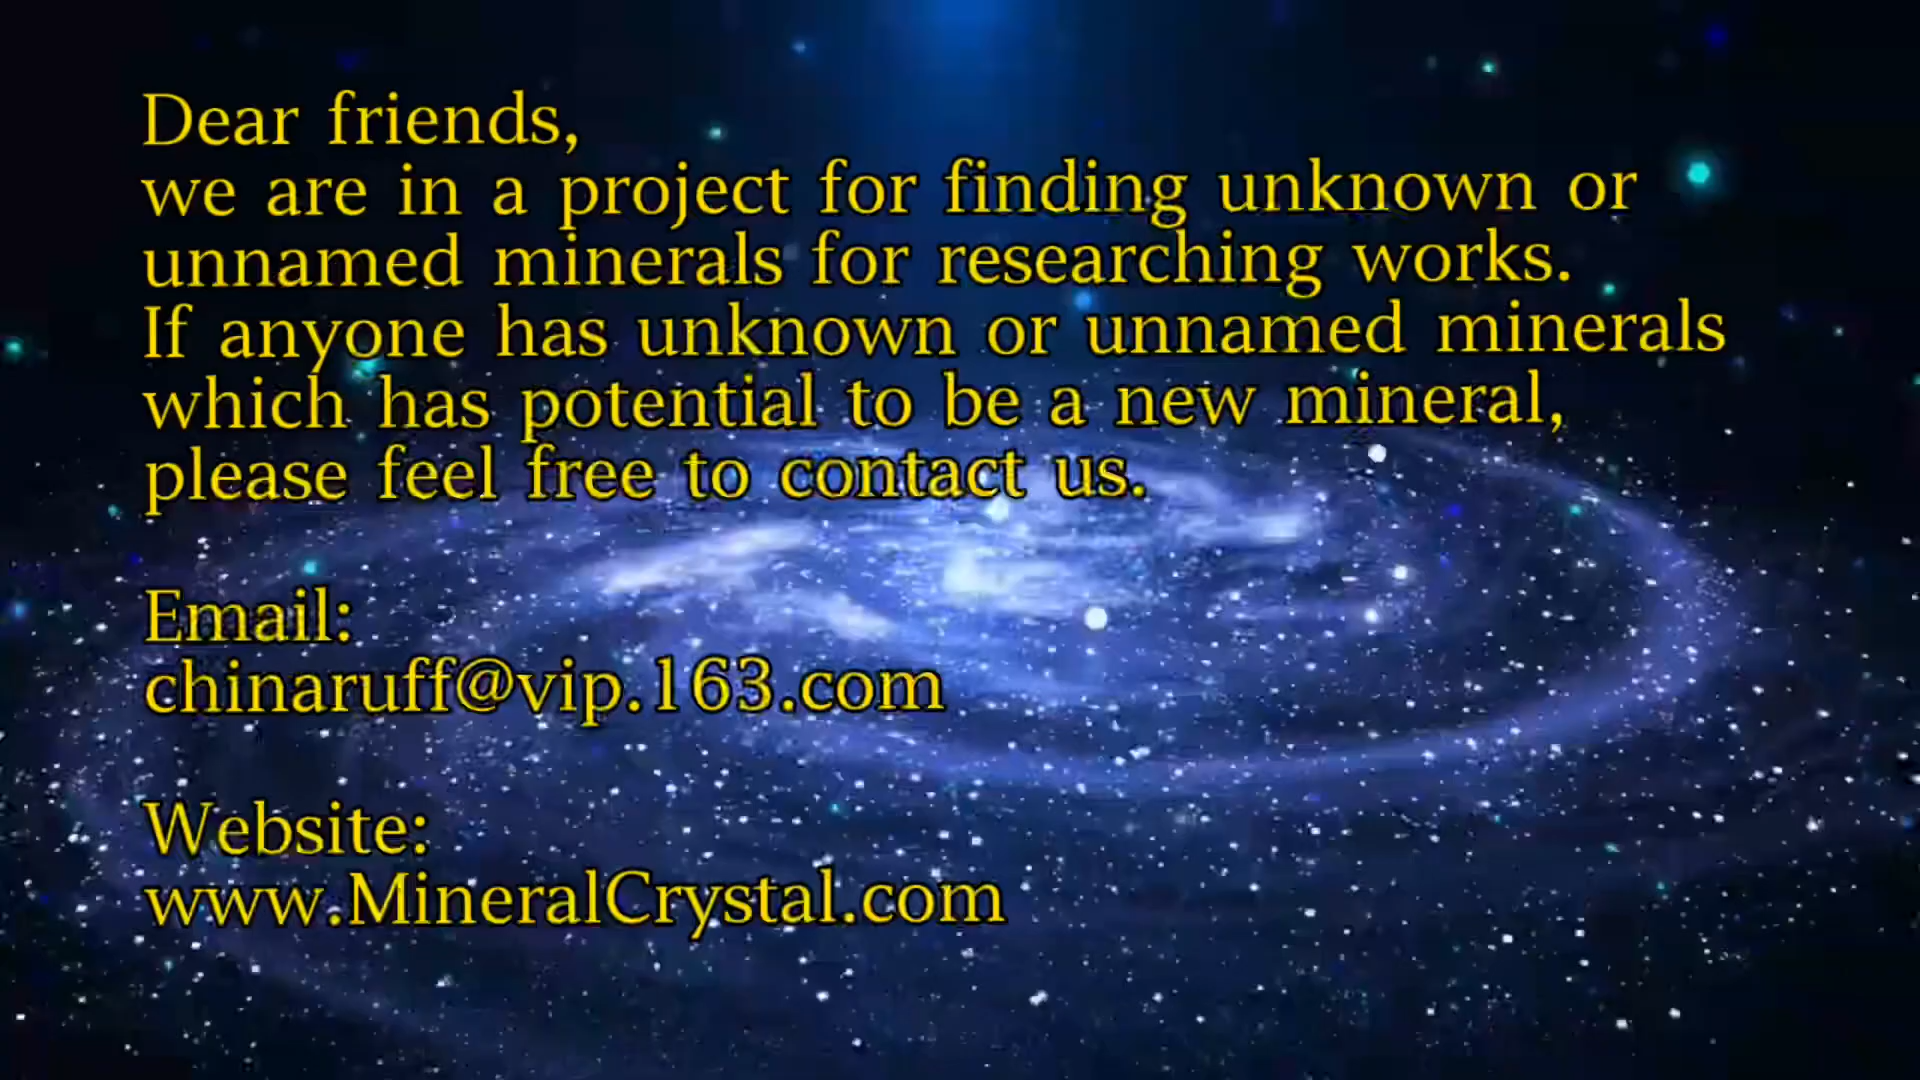 Dear friends,
we are in a project for finding unknown or
unnamed minerals for researching works.
If anyone has unknown or unnamed minerals
which has potential to be a new mineral,
please feel free to contact us.
Email:
chinaruff@vip.163.com
Website:
www.MineralCrystal.com